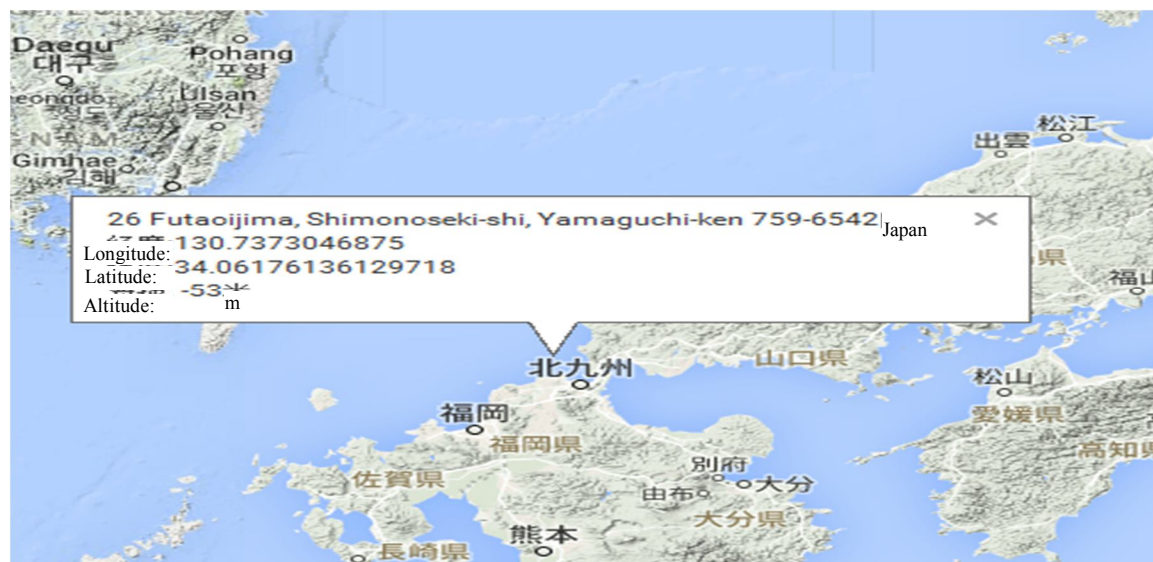 Daegu
대구
Pohang
포항
Ulsan
울산
Gimhae
김해
松江
出雲
26 Futaoijima, Shimonoseki-shi, Yamaguchi-ken 759-6542 Japan
Longitude: 130.7373046875
Latitude: 34.06176136129718
Altitude: -53 m
県
福山
北九州
山口県
松山
福岡
愛媛県
福岡県
高知県
佐賀県
別府
大分
由布
大分県
熊本
長崎県